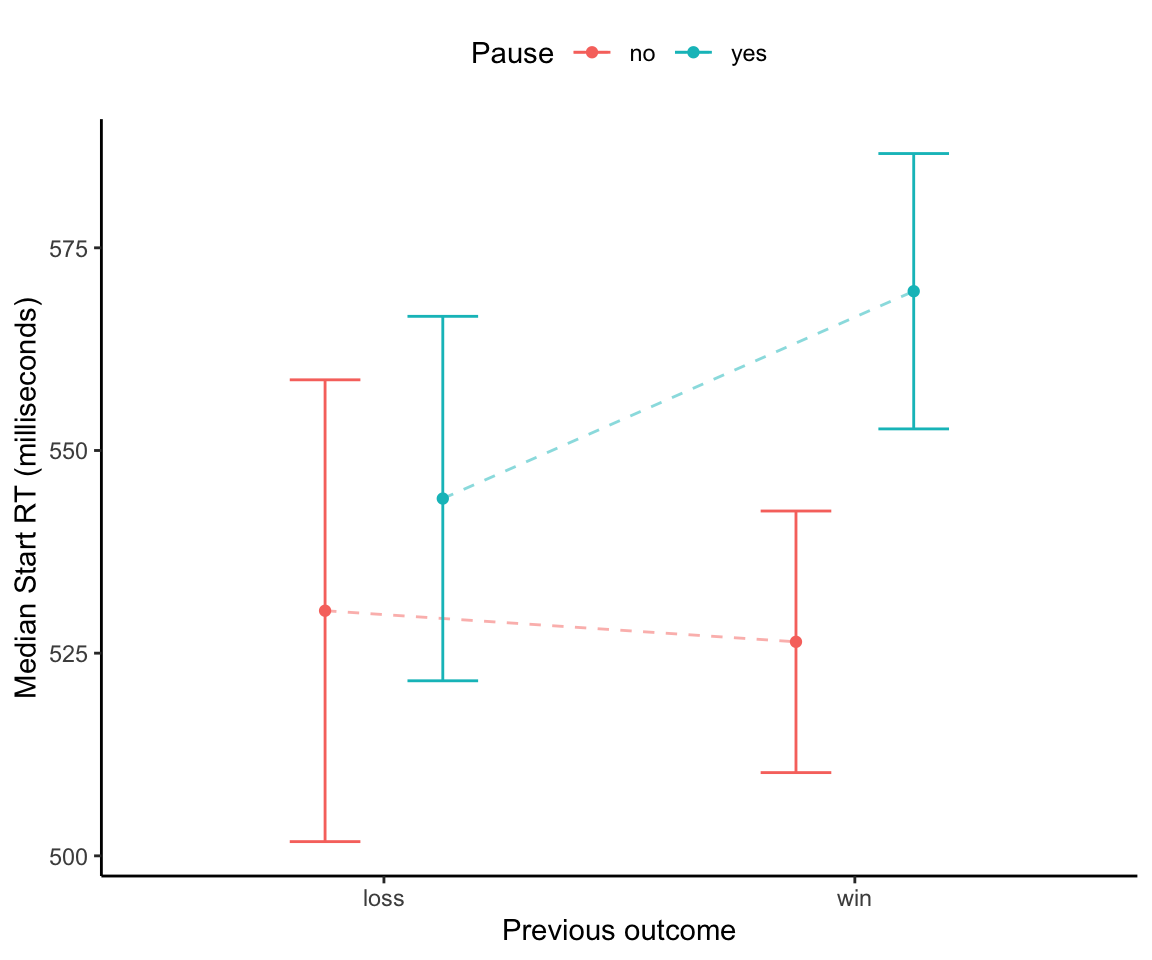 Pause no yes
Median Start RT (milliseconds)
575
550
525
500
loss win
Previous outcome